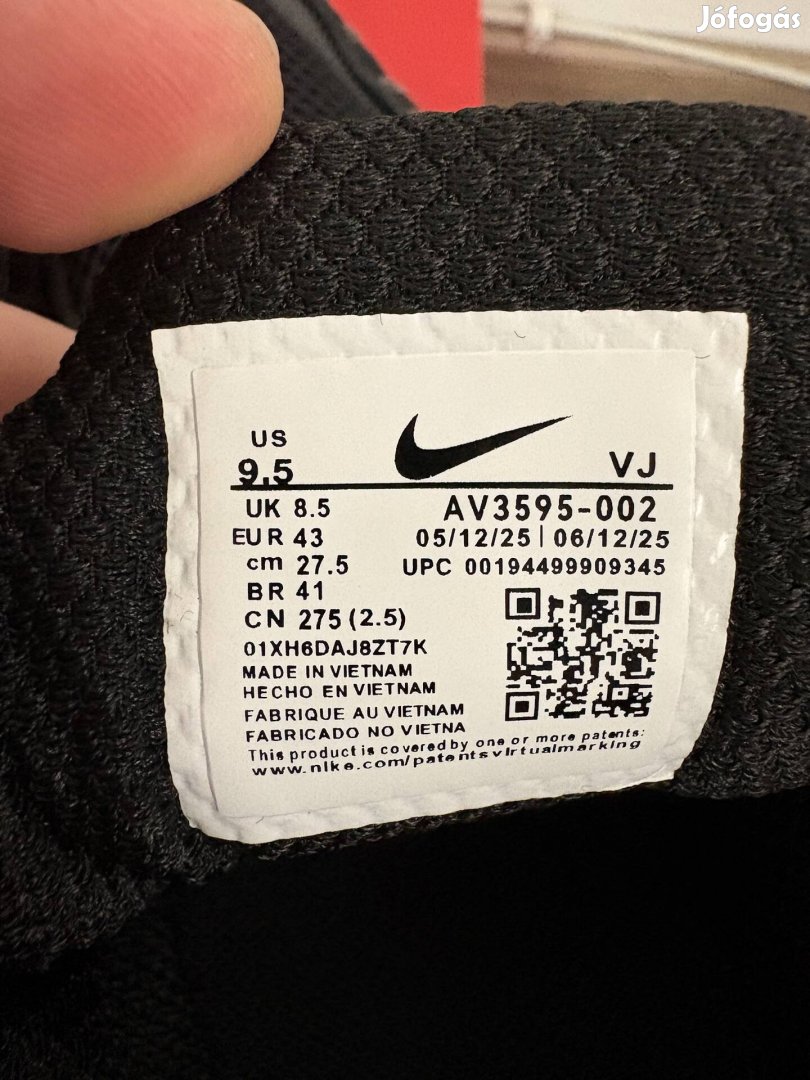 Jófogás
US
9.5
VJ
UK 8.5
AV3595-002
EUR 43
05/12/25 | 06/12/25
cm 27.5
UPC 00194499909345
BR 41
CN 275 (2.5)
01XH6DAJ8ZT7K
MADE IN VIETNAM
HECHO EN VIETNAM
FABRIQUE AU VIETNAM
FABRICADO NO VIETNA
This product is covered by one or more patents:
www.nike.com/patentsvirtualmarking